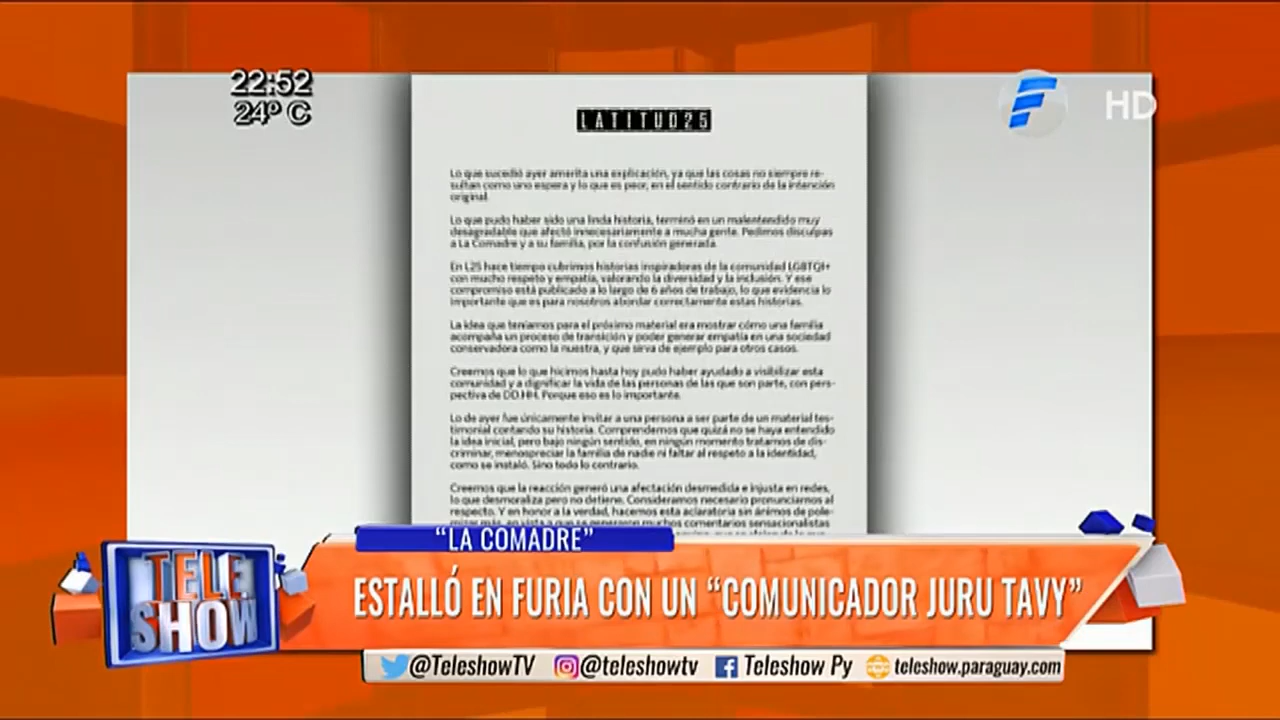 22:52
24º C
HD
LATITUD25
Lo que sucedió ayer amerita una explicación, ya que las cosas no siempre re-
sultan como uno espera y lo que es peor, en el sentido contrario de la intención
original.
Lo que pudo haber sido una linda historia, terminó en un malentendido muy
desagradable que afectó innecesariamente a mucha gente. Pedimos disculpas
a La Comadre y a su familia, por la confusión generada.
En L25 hace tiempo cubrimos historias inspiradoras de la comunidad LGBTQI+
con mucho respeto y empatía, valorando la diversidad y la inclusión. Y ese
compromiso está publicado a lo largo de 6 años de trabajo, lo que evidencia lo
importante que es para nosotros abordar correctamente estas historias.
La idea que teníamos para el próximo material era mostrar cómo una familia
acompaña un proceso de transición y poder generar empatía en una sociedad
conservadora como la nuestra, y que sirva de ejemplo para otros casos.
Creemos que lo que hicimos hasta hoy pudo haber ayudado a visibilizar esta
comunidad y a dignificar la vida de las personas de las que son parte, con pers-
pectiva de DD.HH. Porque eso es lo importante.
Lo de ayer fue únicamente invitar a una persona a ser parte de un material tes-
timonial contando su historia. Comprendemos que quizá no se haya entendido
la idea inicial, pero bajo ningún sentido, en ningún momento tratamos de dis-
criminar, menospreciar la familia de nadie ni faltar al respeto a la identidad,
como se instaló. Sino todo lo contrario.
Creemos que la reacción generó una afectación desmedida e injusta en redes,
lo que desmoraliza pero no detiene. Consideramos necesario pronunciarnos al
respecto. Y en honor a la verdad, hacemos esta aclaratoria sin ánimos de pole-
mizar más, en vista a que se generaron muchos comentarios sensacionalistas
"LA COMADRE"
TELE
SHOW
ESTALLÓ EN FURIA CON UN "COMUNICADOR JURU TAVY"
@TeleshowTV @teleshowtv Teleshow Py teleshow.paraguay.com